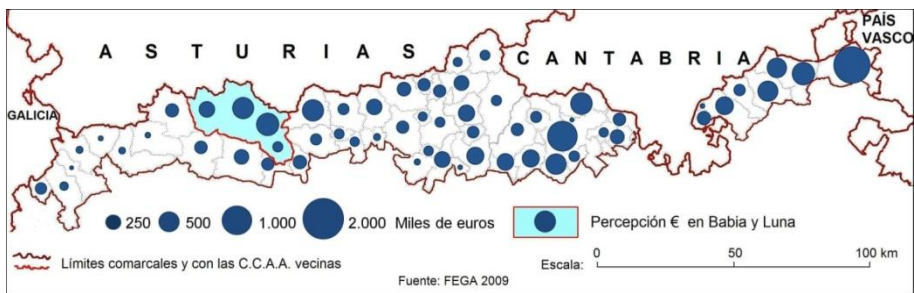 PAÍS
VASCO
A S T U R I A S
C A N T A B R I A
GALICIA
250 500 1.000 2.000 Miles de euros
Percepción € en Babia y Luna
Límites comarcales y con las C.C.A.A. vecinas
Escala: 0 50 100 km
Fuente: FEGA 2009